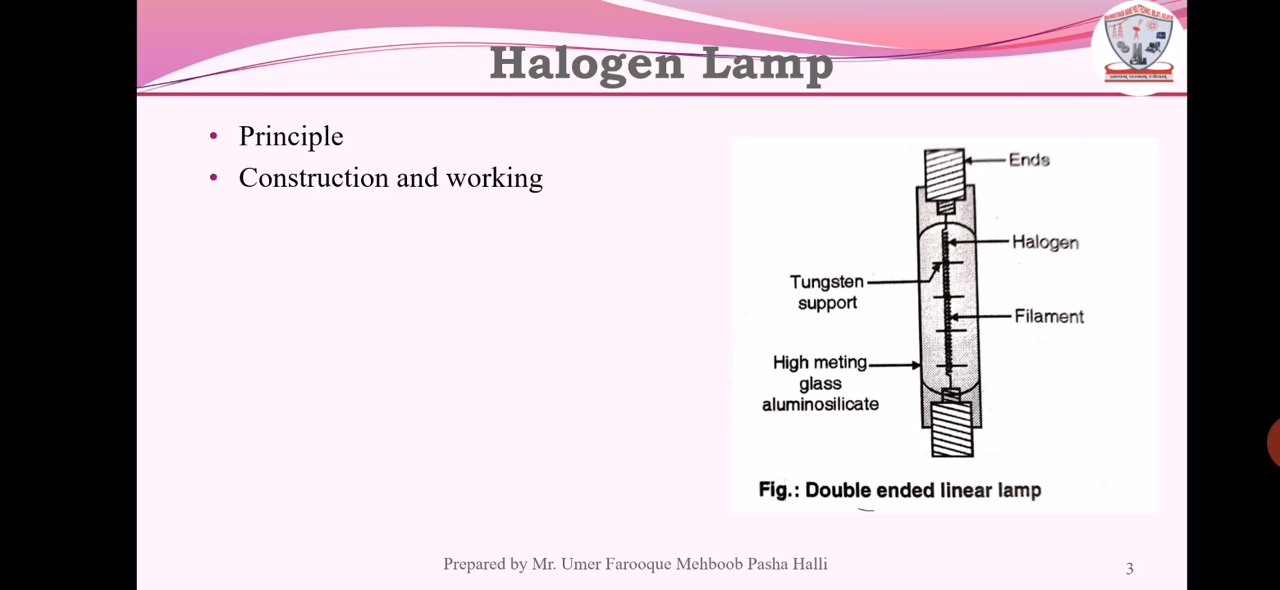 Halogen Lamp
• Principle
• Construction and working
Ends
Halogen
Tungsten
support
Filament
High meting
glass
aluminosilicate
Fig.: Double ended linear lamp
Prepared by Mr. Umer Farooque Mehboob Pasha Halli
3